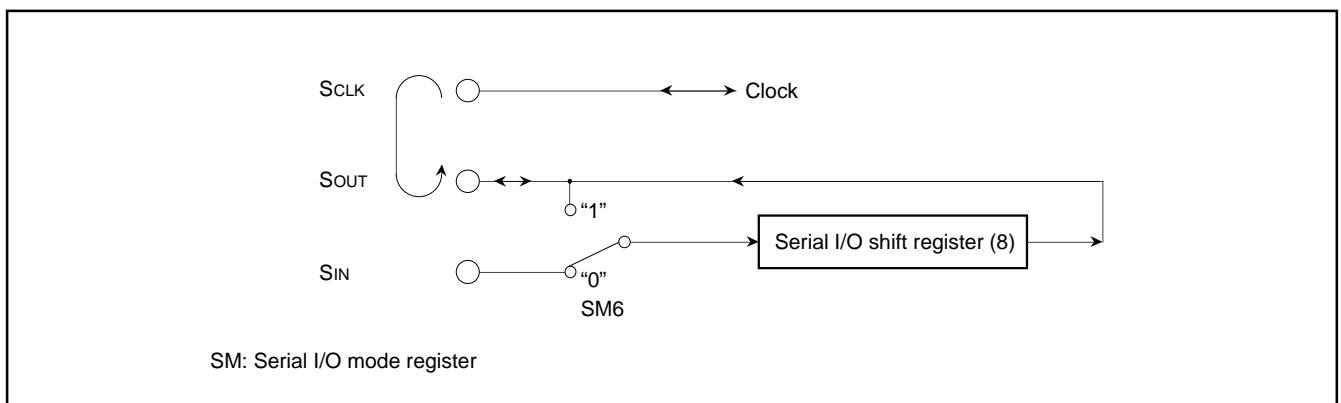 SCLK
Clock
SOUT
“1”
Serial I/O shift register (8)
SIN
“0”
SM6
SM: Serial I/O mode register